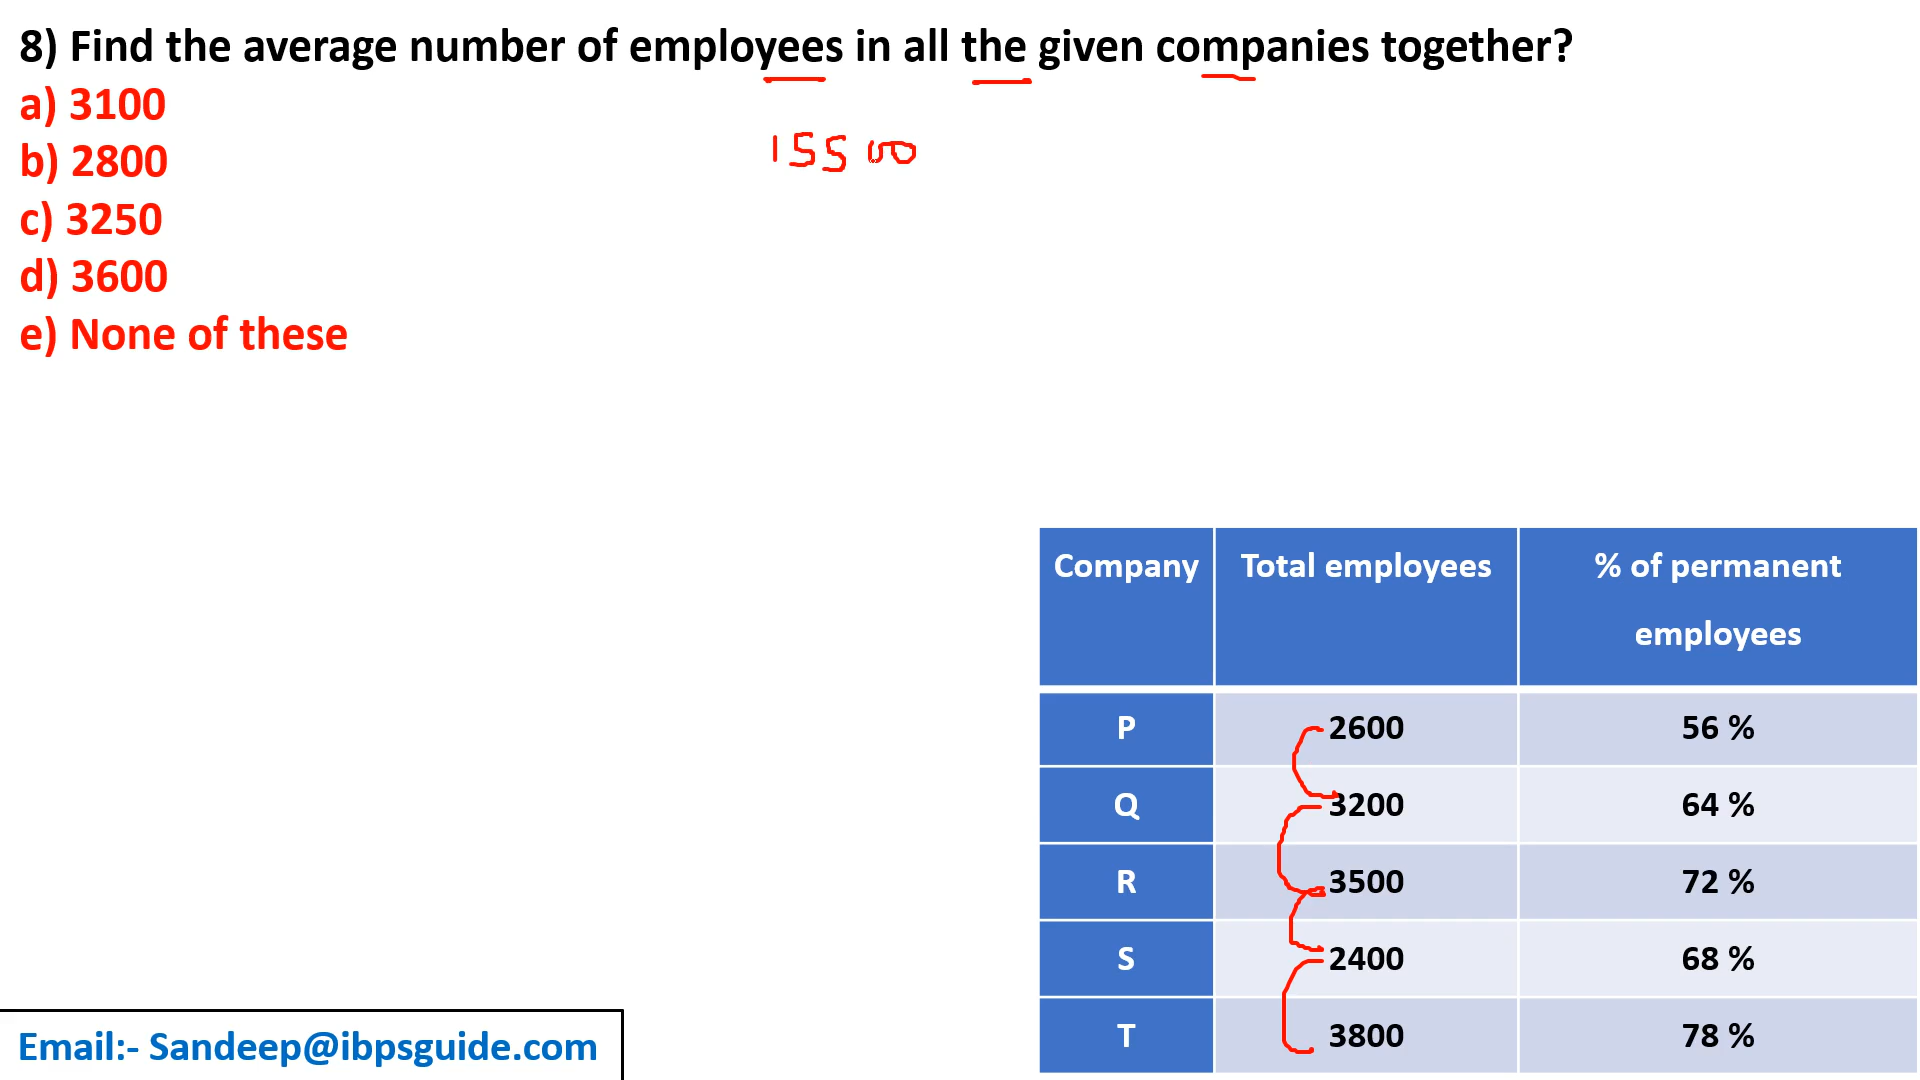 8) Find the average number of employees in all the given companies together?
a) 3100
15500
b) 2800
c) 3250
d) 3600
e) None of these
Company Total employees % of permanent employees
P 2600 56 %
Q 3200 64 %
R 3500 72 %
S 2400 68 %
T 3800 78 %
Email:- Sandeep@ibpsguide.com